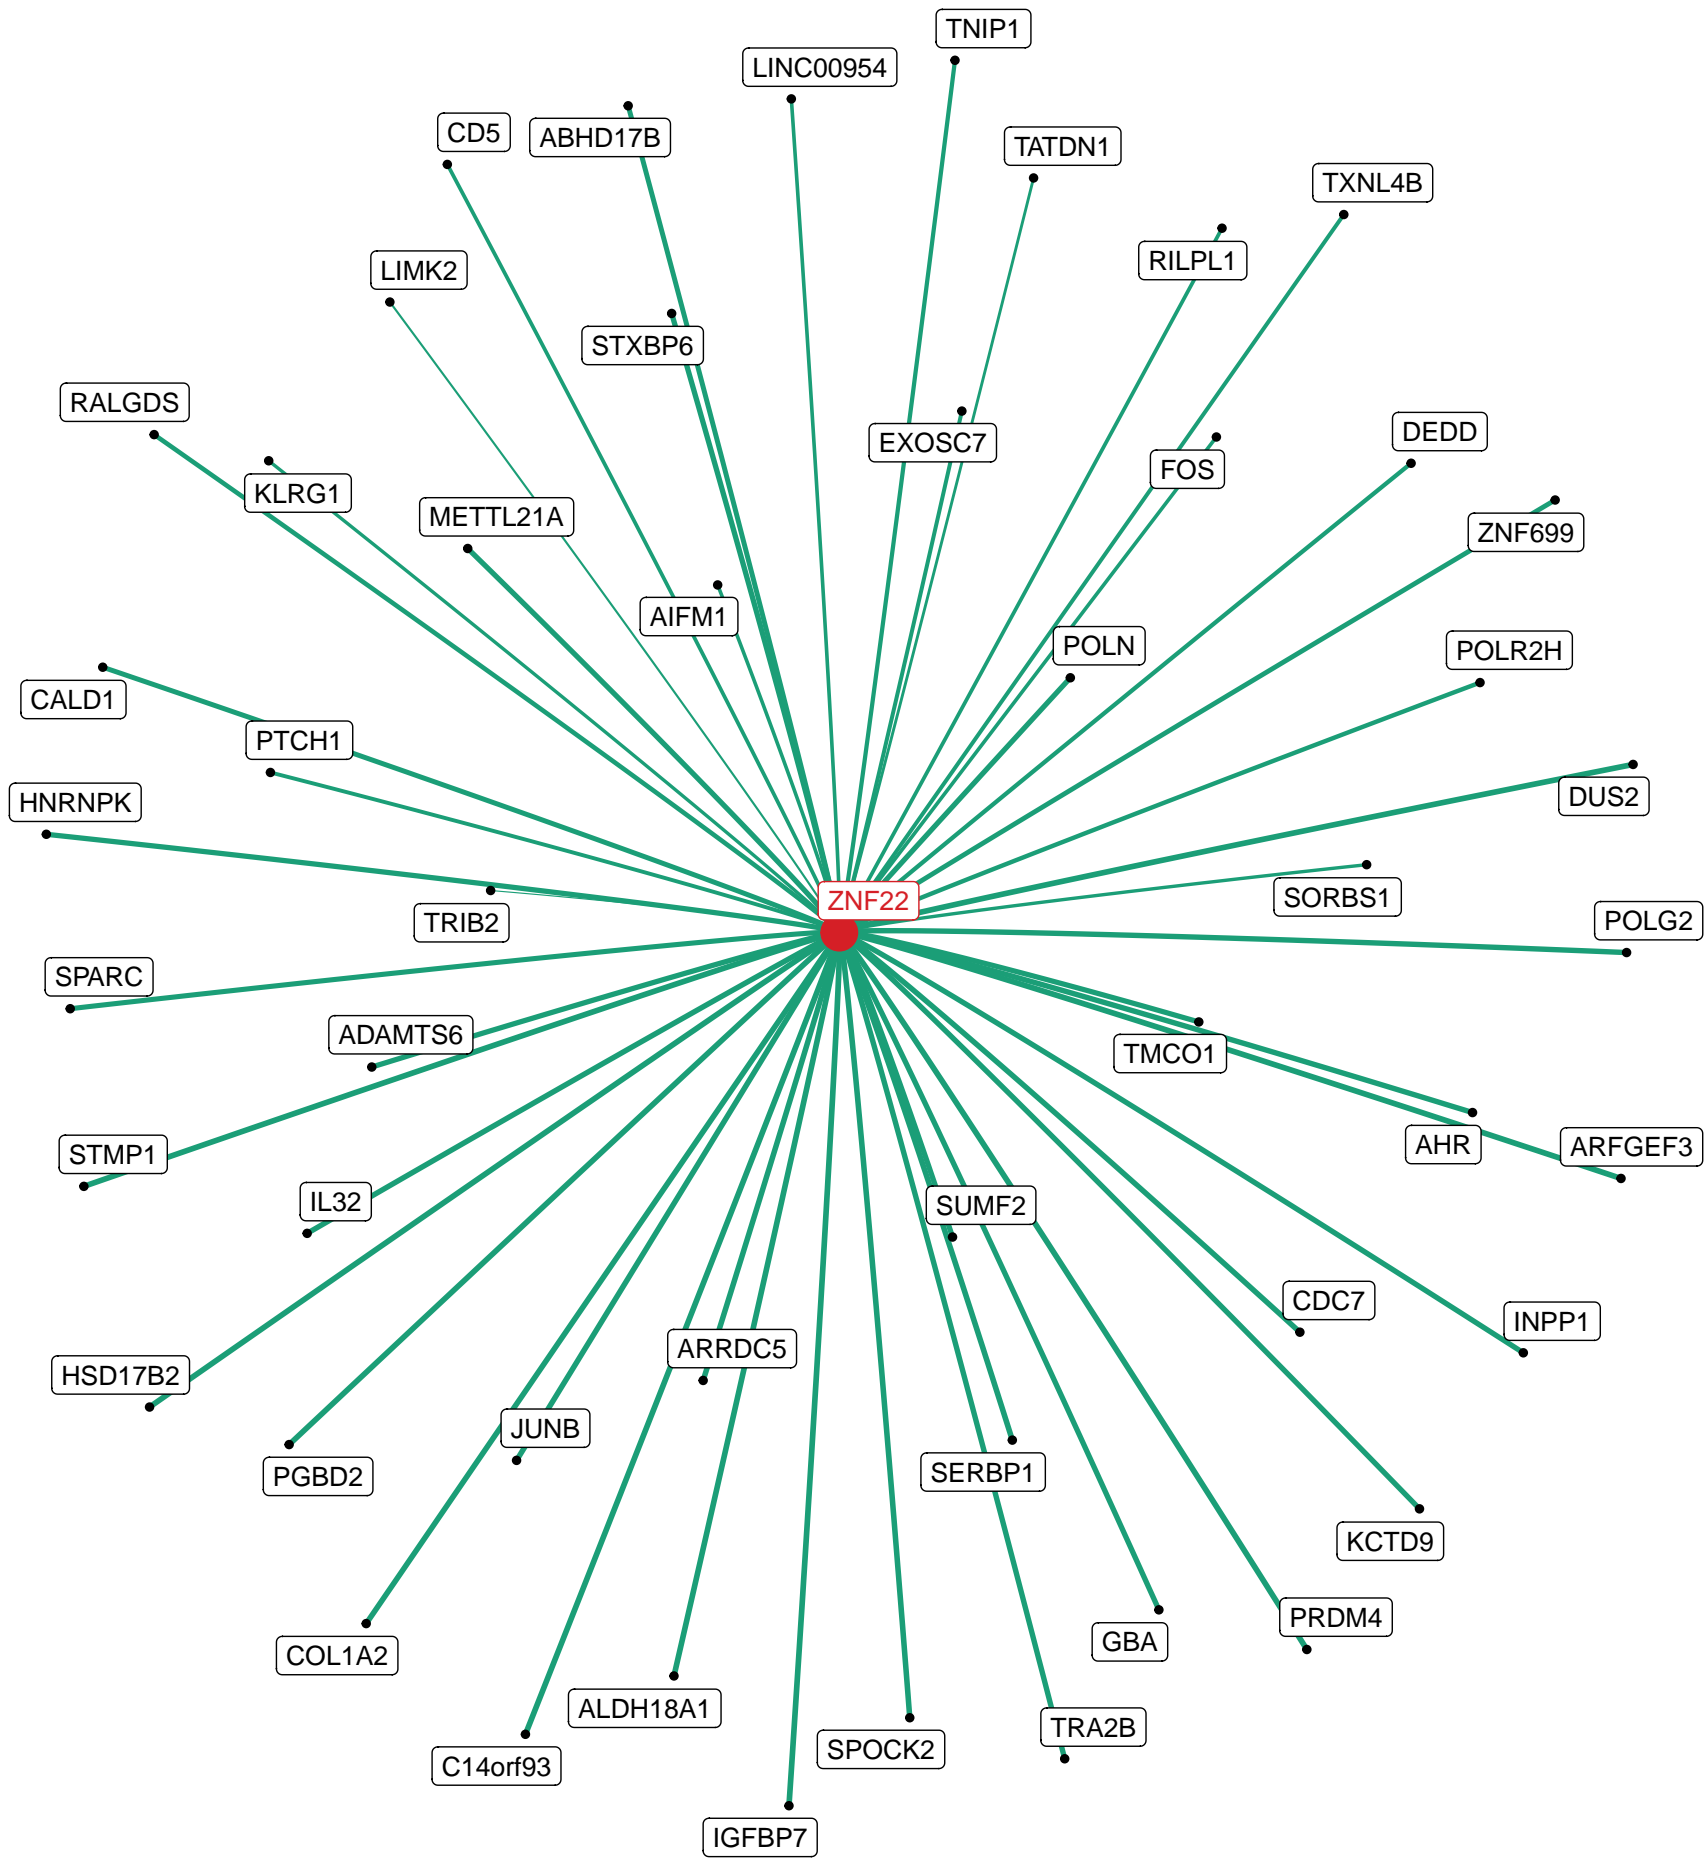 TNIP1
LINC00954
CD5
ABHD17B
TATDN1
TXNL4B
RILPL1
LIMK2
STXBP6
RALGDS
EXOSC7
DEDD
FOS
KLRG1
METTL21A
ZNF699
AIFM1
POLN
POLR2H
CALD1
PTCH1
HNRNPK
DUS2
ZNF22
SORBS1
TRIB2
POLG2
SPARC
ADAMTS6
TMCO1
AHR
ARFGEF3
STMP1
IL32
SUMF2
CDC7
INPP1
ARRDC5
HSD17B2
JUNB
PGBD2
SERBP1
KCTD9
PRDM4
GBA
COL1A2
ALDH18A1
TRA2B
SPOCK2
C14orf93
IGFBP7